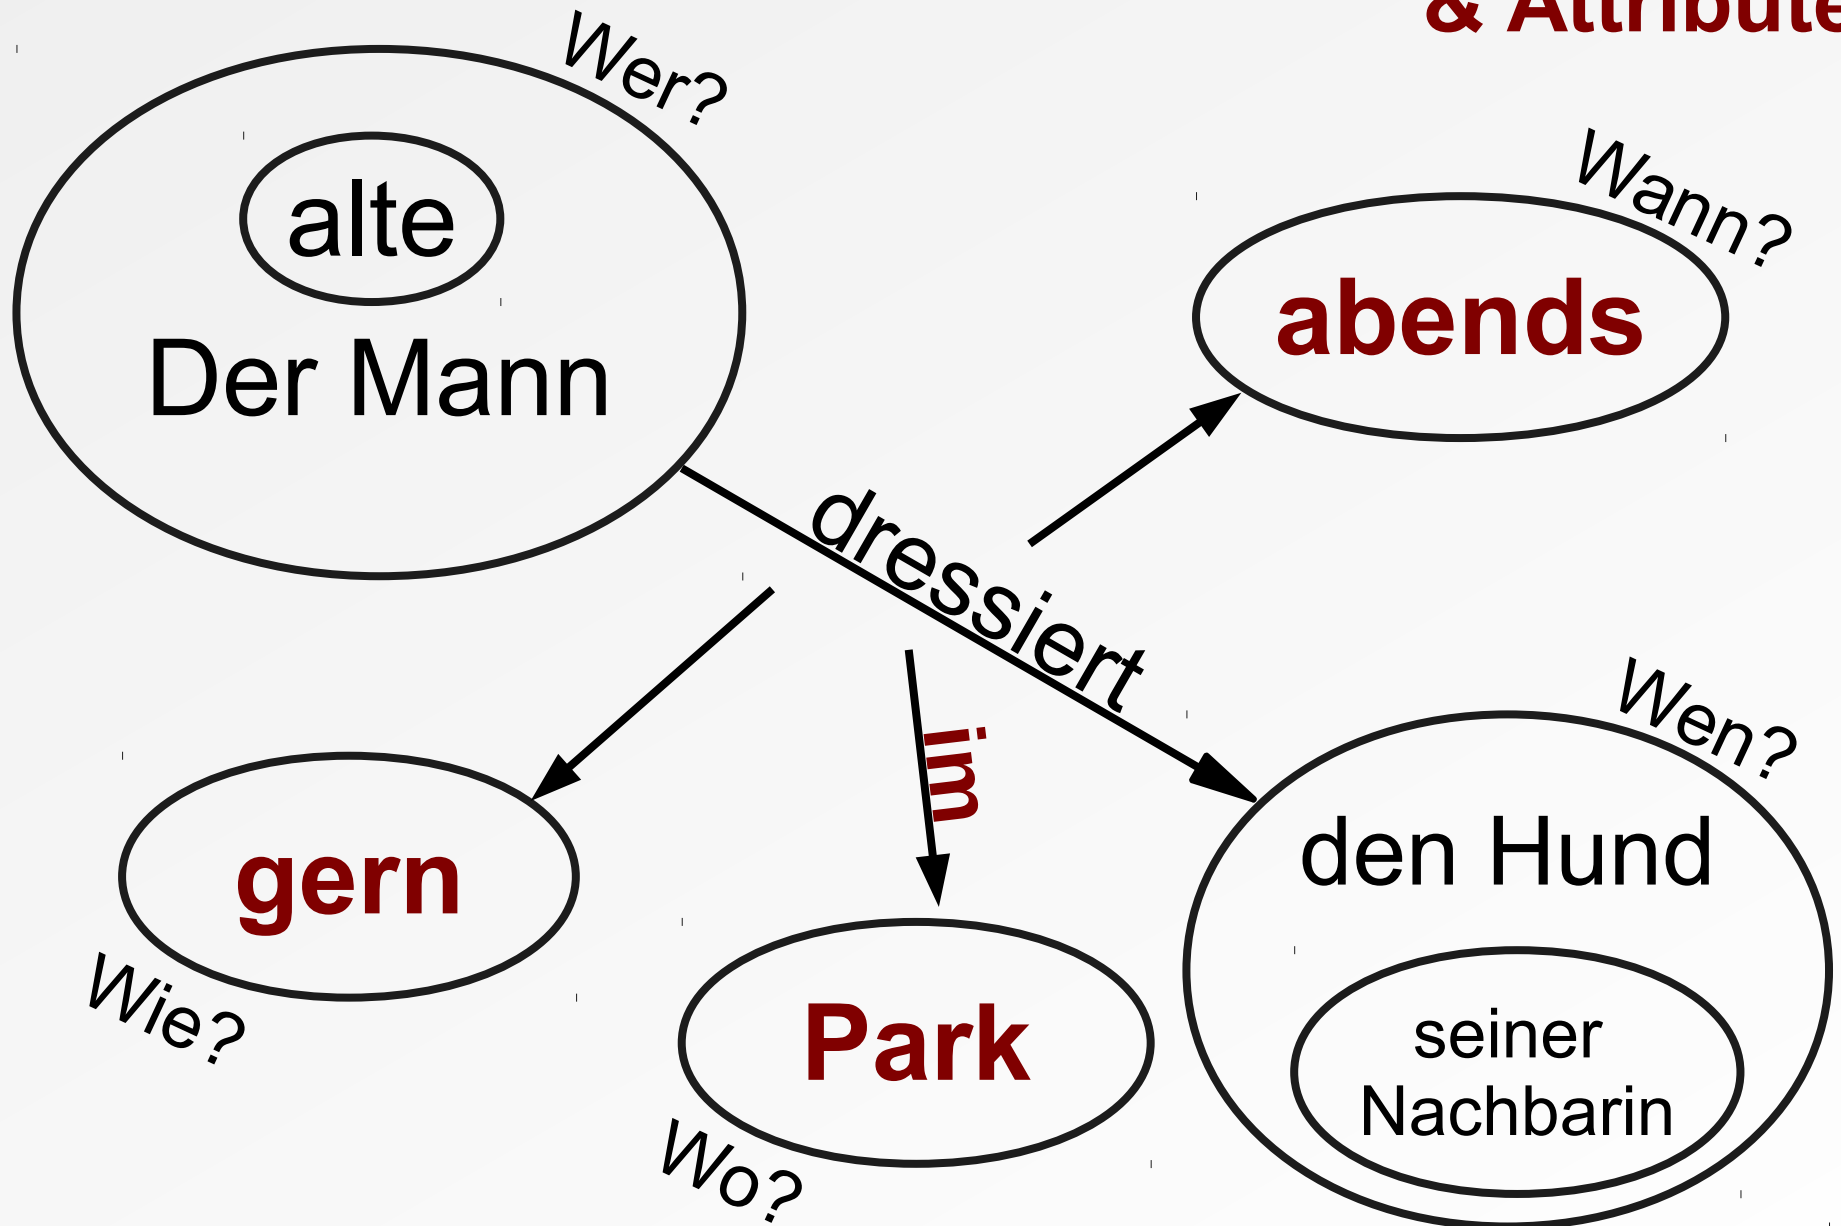 & Attribute
Wer?
alte
Der Mann
Wann?
abends
dressiert
im
Wen?
den Hund
seiner
Nachbarin
gern
Wie?
Park
Wo?